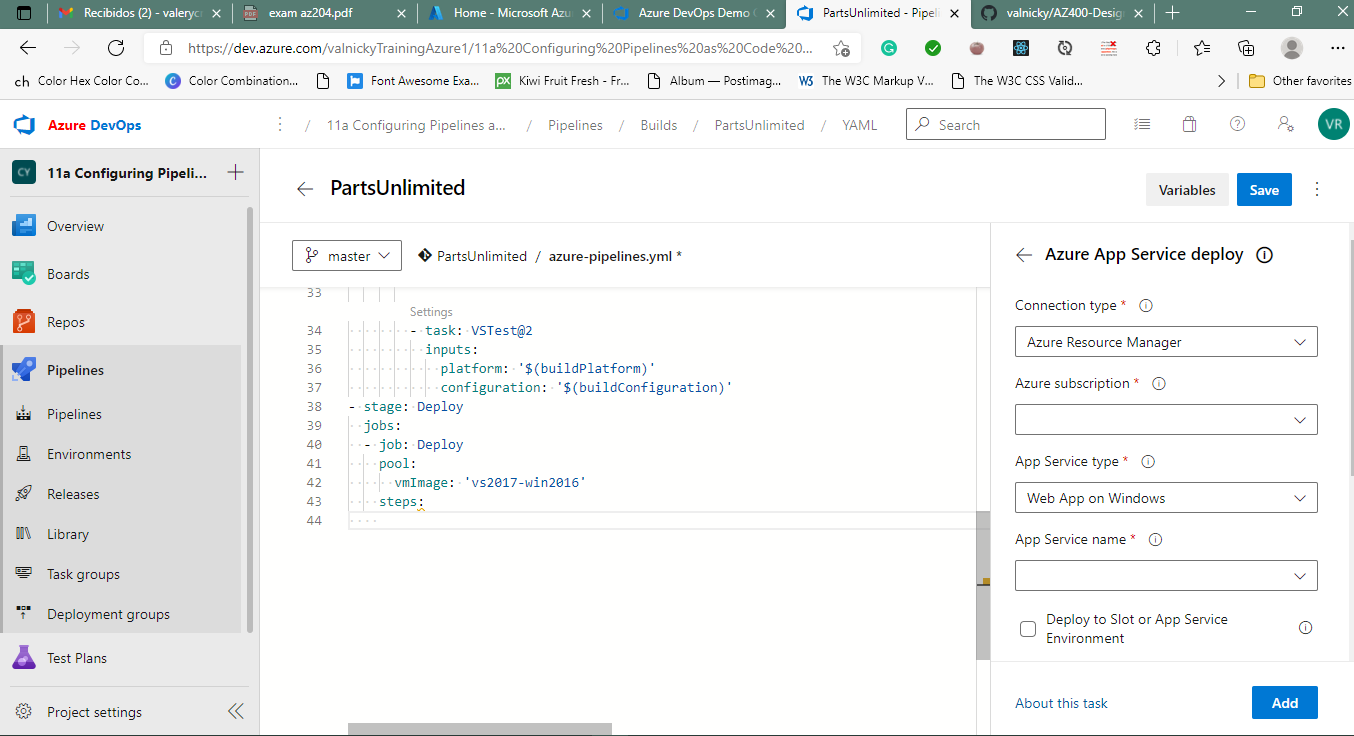 Recibidos (2) - valeryc
exam az204.pdf
Home - Microsoft Azu
Azure DevOps Demo
PartsUnlimited - Pipeli
valnicky/AZ400-Design
https://dev.azure.com/valnickyTrainingAzure1/11a%20Configuring%20Pipelines%20as%20Code%20...
ch Color Hex Color Co...
C Color Combination...
Font Awesome Exa...
px Kiwi Fruit Fresh - Fr...
Album — Postimag...
W3 The W3C Markup V...
The W3C CSS Valid...
Other favorites
Azure DevOps
/ 11a Configuring Pipelines a... / Pipelines / Builds / PartsUnlimited / YAML
Search
VR
CY 11a Configuring Pipeli...
Overview
Boards
Repos
Pipelines
Pipelines
Environments
Releases
Library
Task groups
Deployment groups
Test Plans
Project settings
PartsUnlimited
Variables
Save
master
PartsUnlimited / azure-pipelines.yml *
33
Settings
34 - task: VSTest@2
35 inputs:
36 platform: '$(buildPlatform)'
37 configuration: '$(buildConfiguration)'
38 - stage: Deploy
39 jobs:
40 - job: Deploy
41 pool:
42 vmImage: 'vs2017-win2016'
43 steps:
44
Azure App Service deploy
Connection type *
Azure Resource Manager
Azure subscription *
App Service type *
Web App on Windows
App Service name *
Deploy to Slot or App Service
Environment
About this task
Add